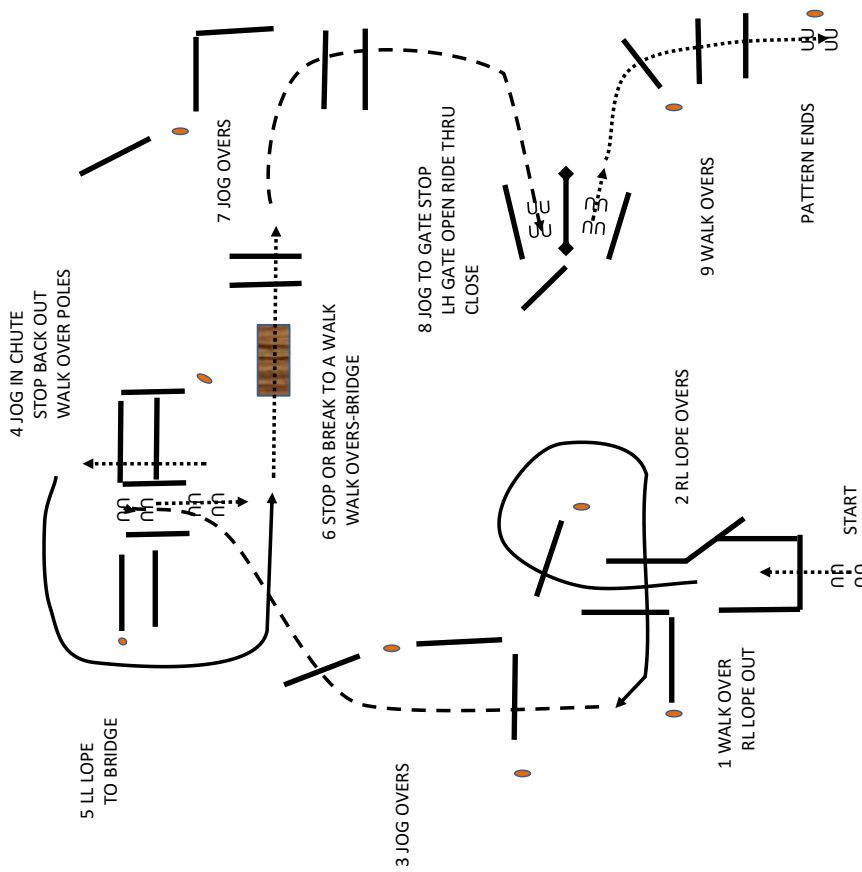 START
1 WALK OVER
RL LOPE OUT
2 RL LOPE OVERS
3 JOG OVERS
4 JOG IN CHUTE
STOP BACK OUT
WALK OVER POLES
5 LL LOPE
TO BRIDGE
6 STOP OR BREAK TO A WALK
WALK OVERS-BRIDGE
7 JOG OVERS
8 JOG TO GATE STOP
LH GATE OPEN RIDE THRU
CLOSE
9 WALK OVERS
PATTERN ENDS